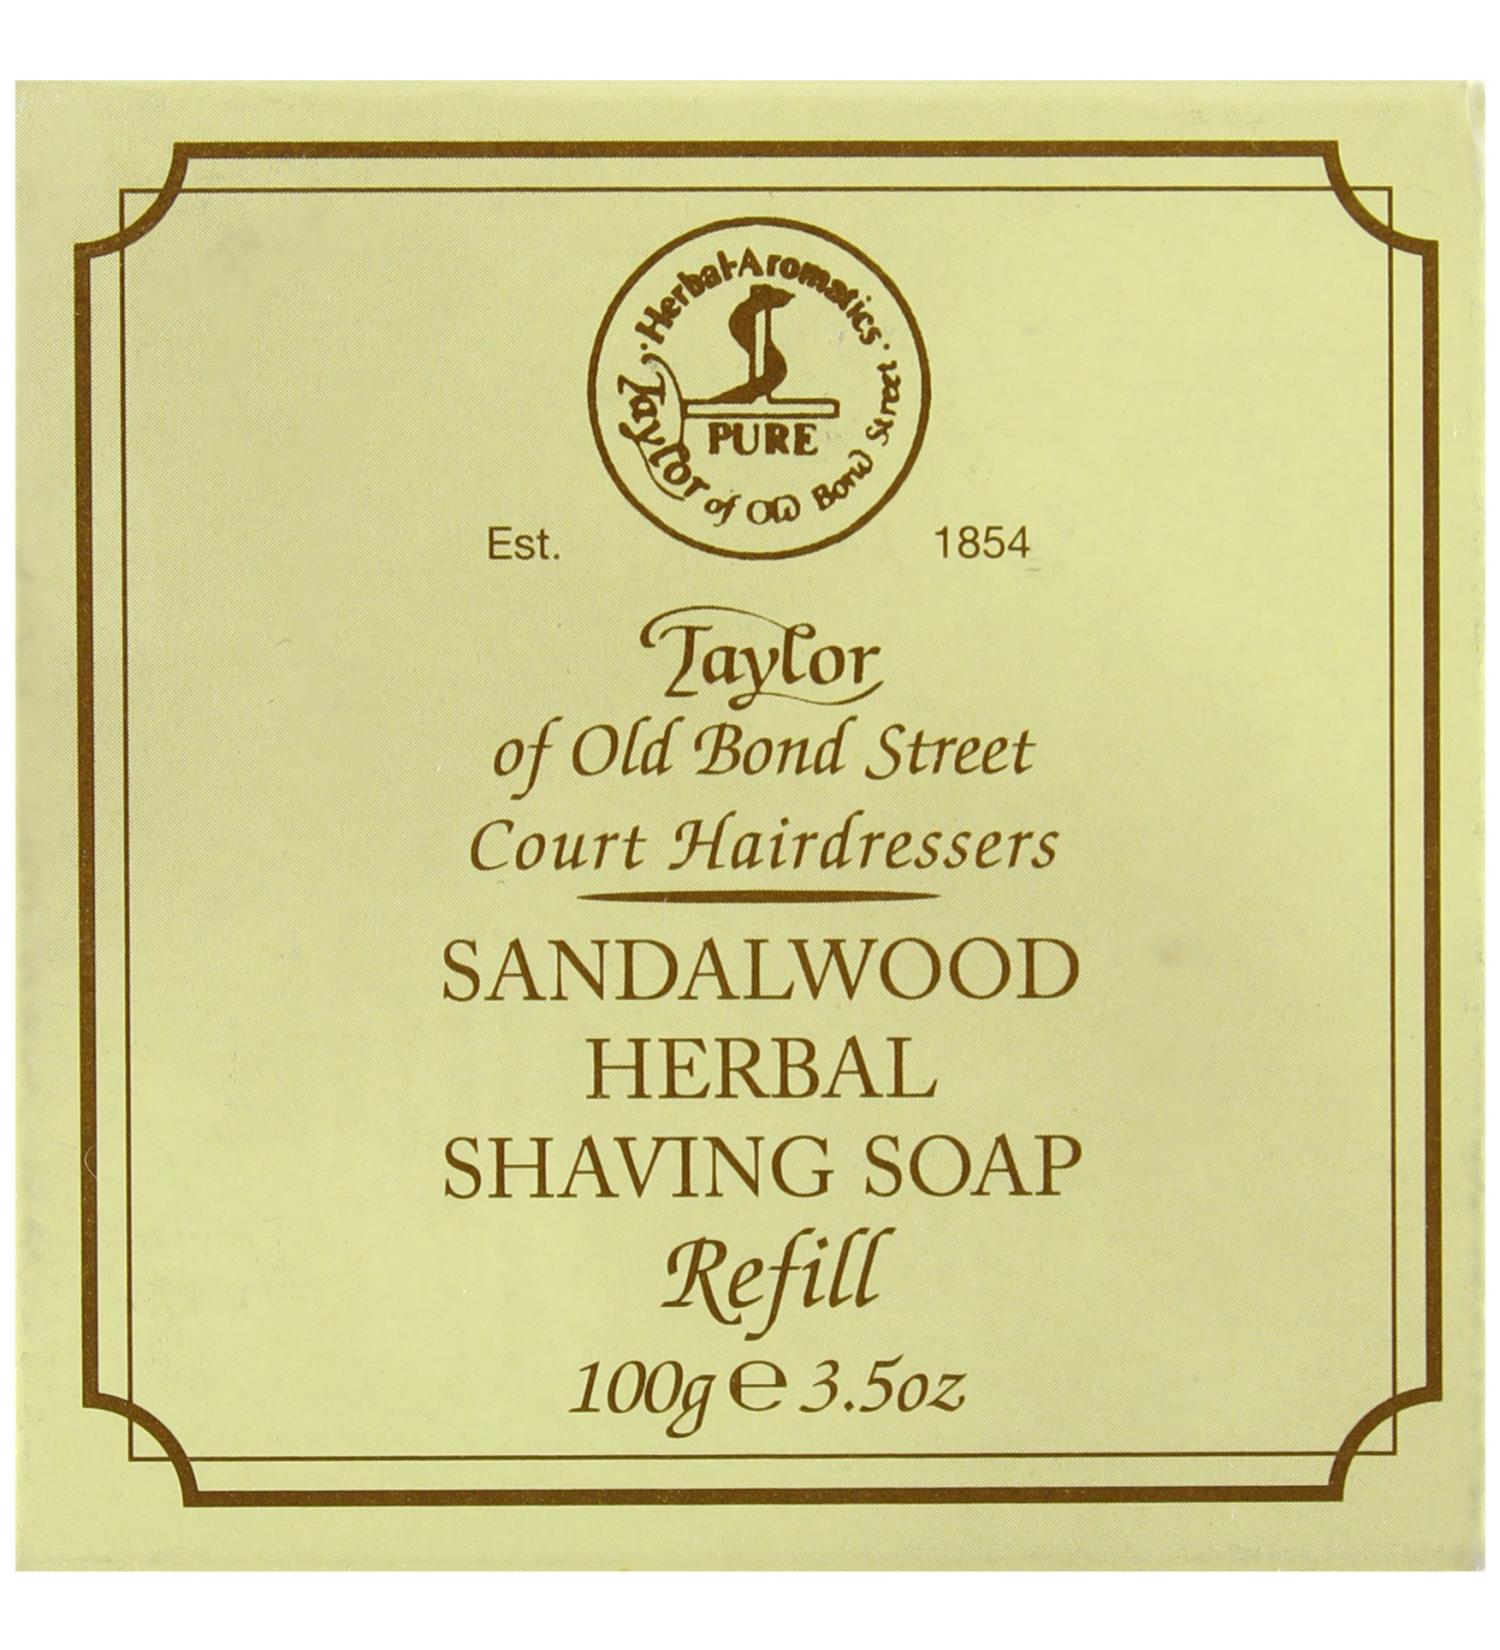 ·Herbal·Aromatics·
PURE
Taylor of Old Bond Street
Est. 1854
Taylor
of Old Bond Street
Court Hairdressers
SANDALWOOD
HERBAL
SHAVING SOAP
Refill
100g ℮ 3.5oz